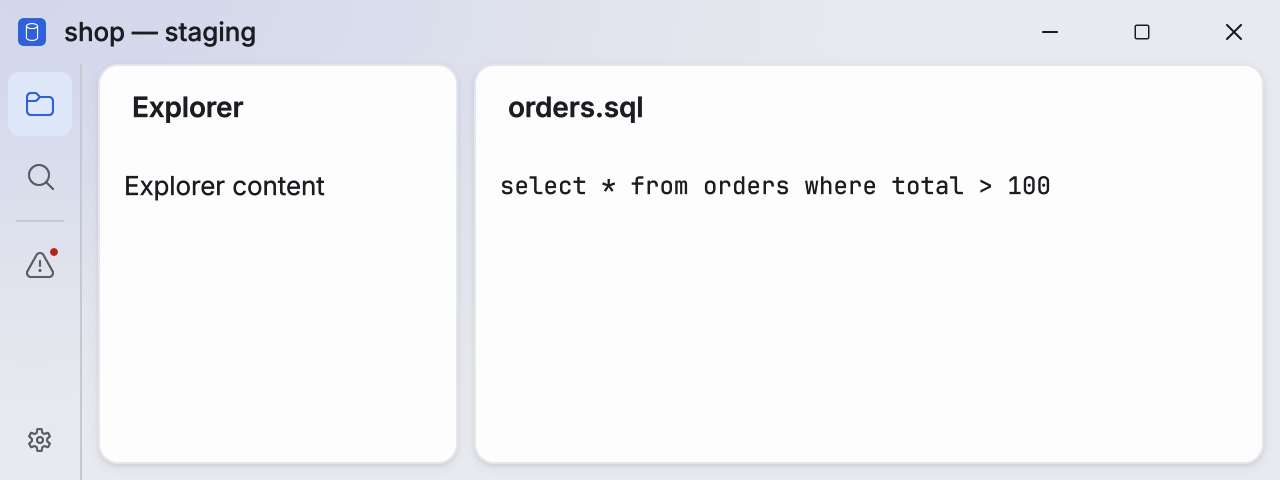 shop — staging
Explorer
Explorer content
orders.sql
select * from orders where total > 100